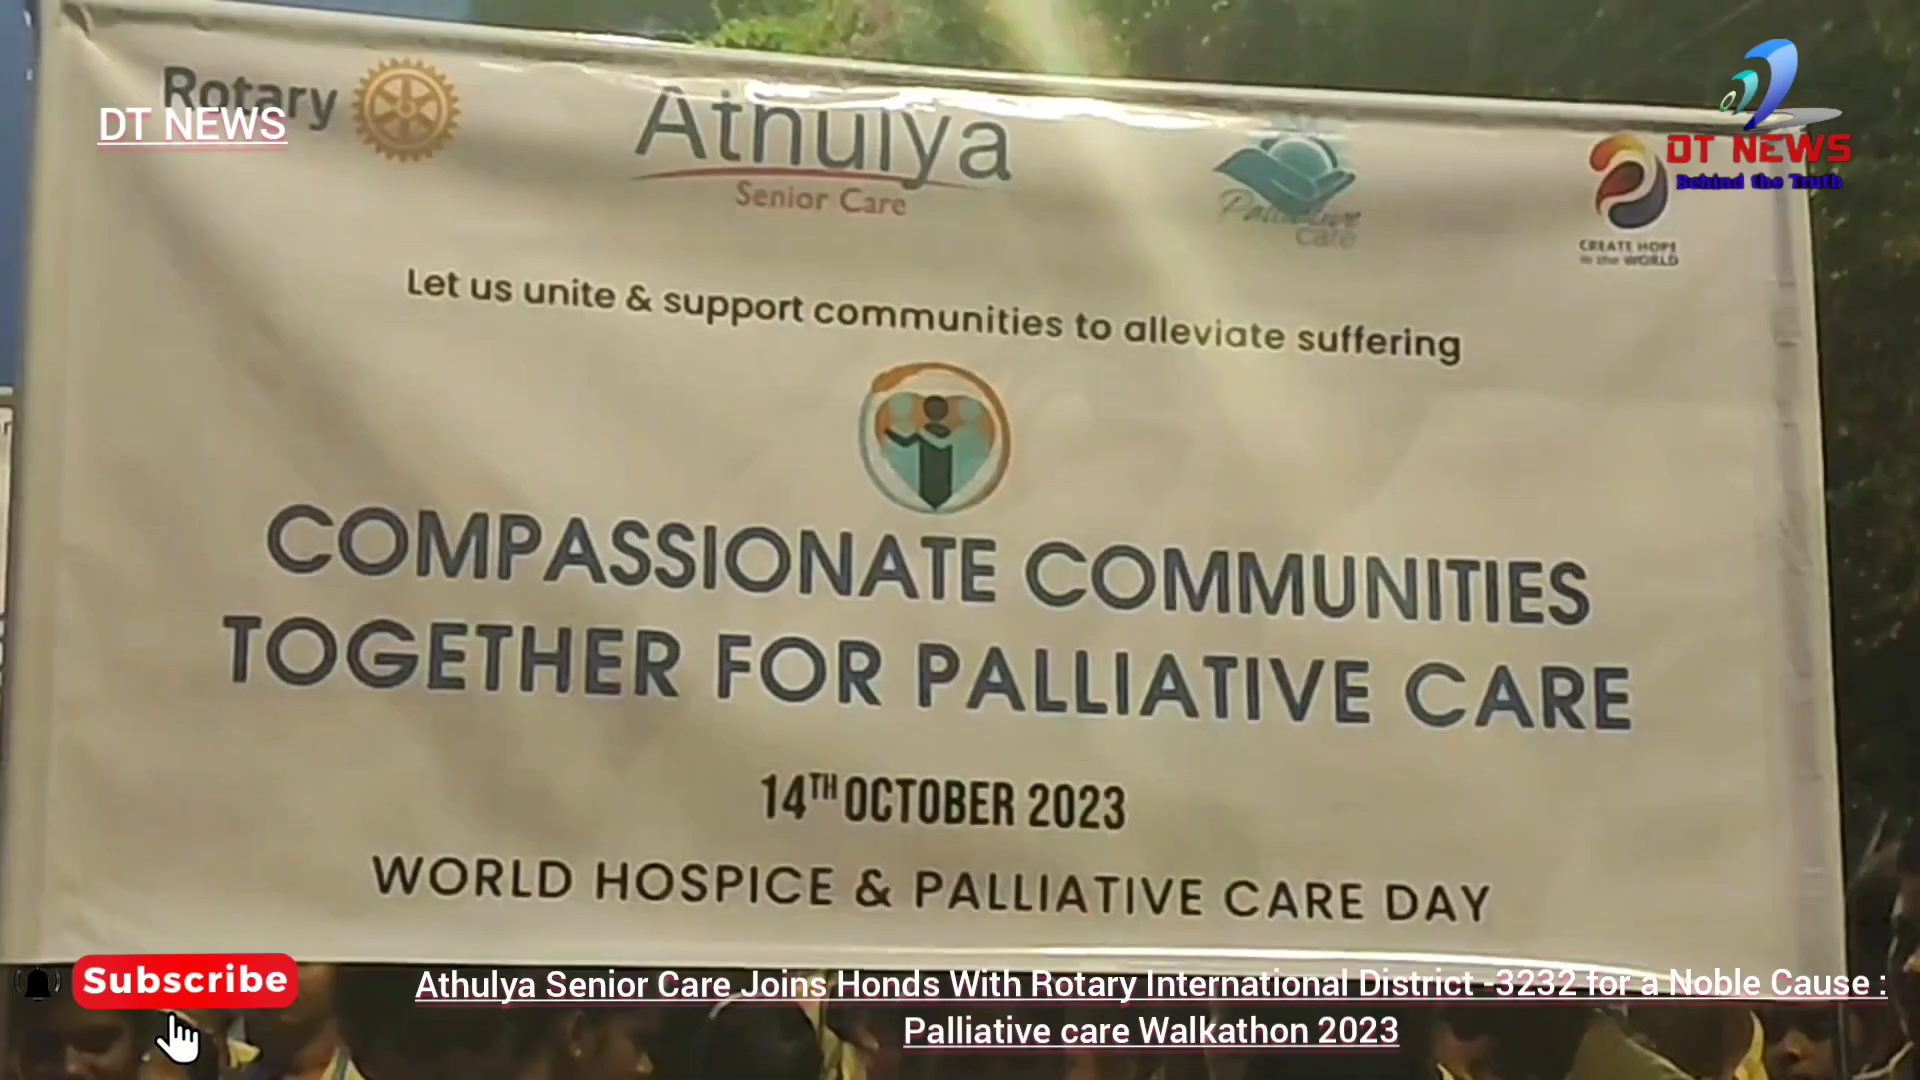 Rotary
DT NEWS
Athulya
Senior Care
Palliative
care
DT NEWS
Behind the Truth
CREATE HOPE
in the WORLD
Let us unite & support communities to alleviate suffering
COMPASSIONATE COMMUNITIES
TOGETHER FOR PALLIATIVE CARE
14TH OCTOBER 2023
WORLD HOSPICE & PALLIATIVE CARE DAY
Subscribe
Athulya Senior Care Joins Honds With Rotary International District -3232 for a Noble Cause :
Palliative care Walkathon 2023